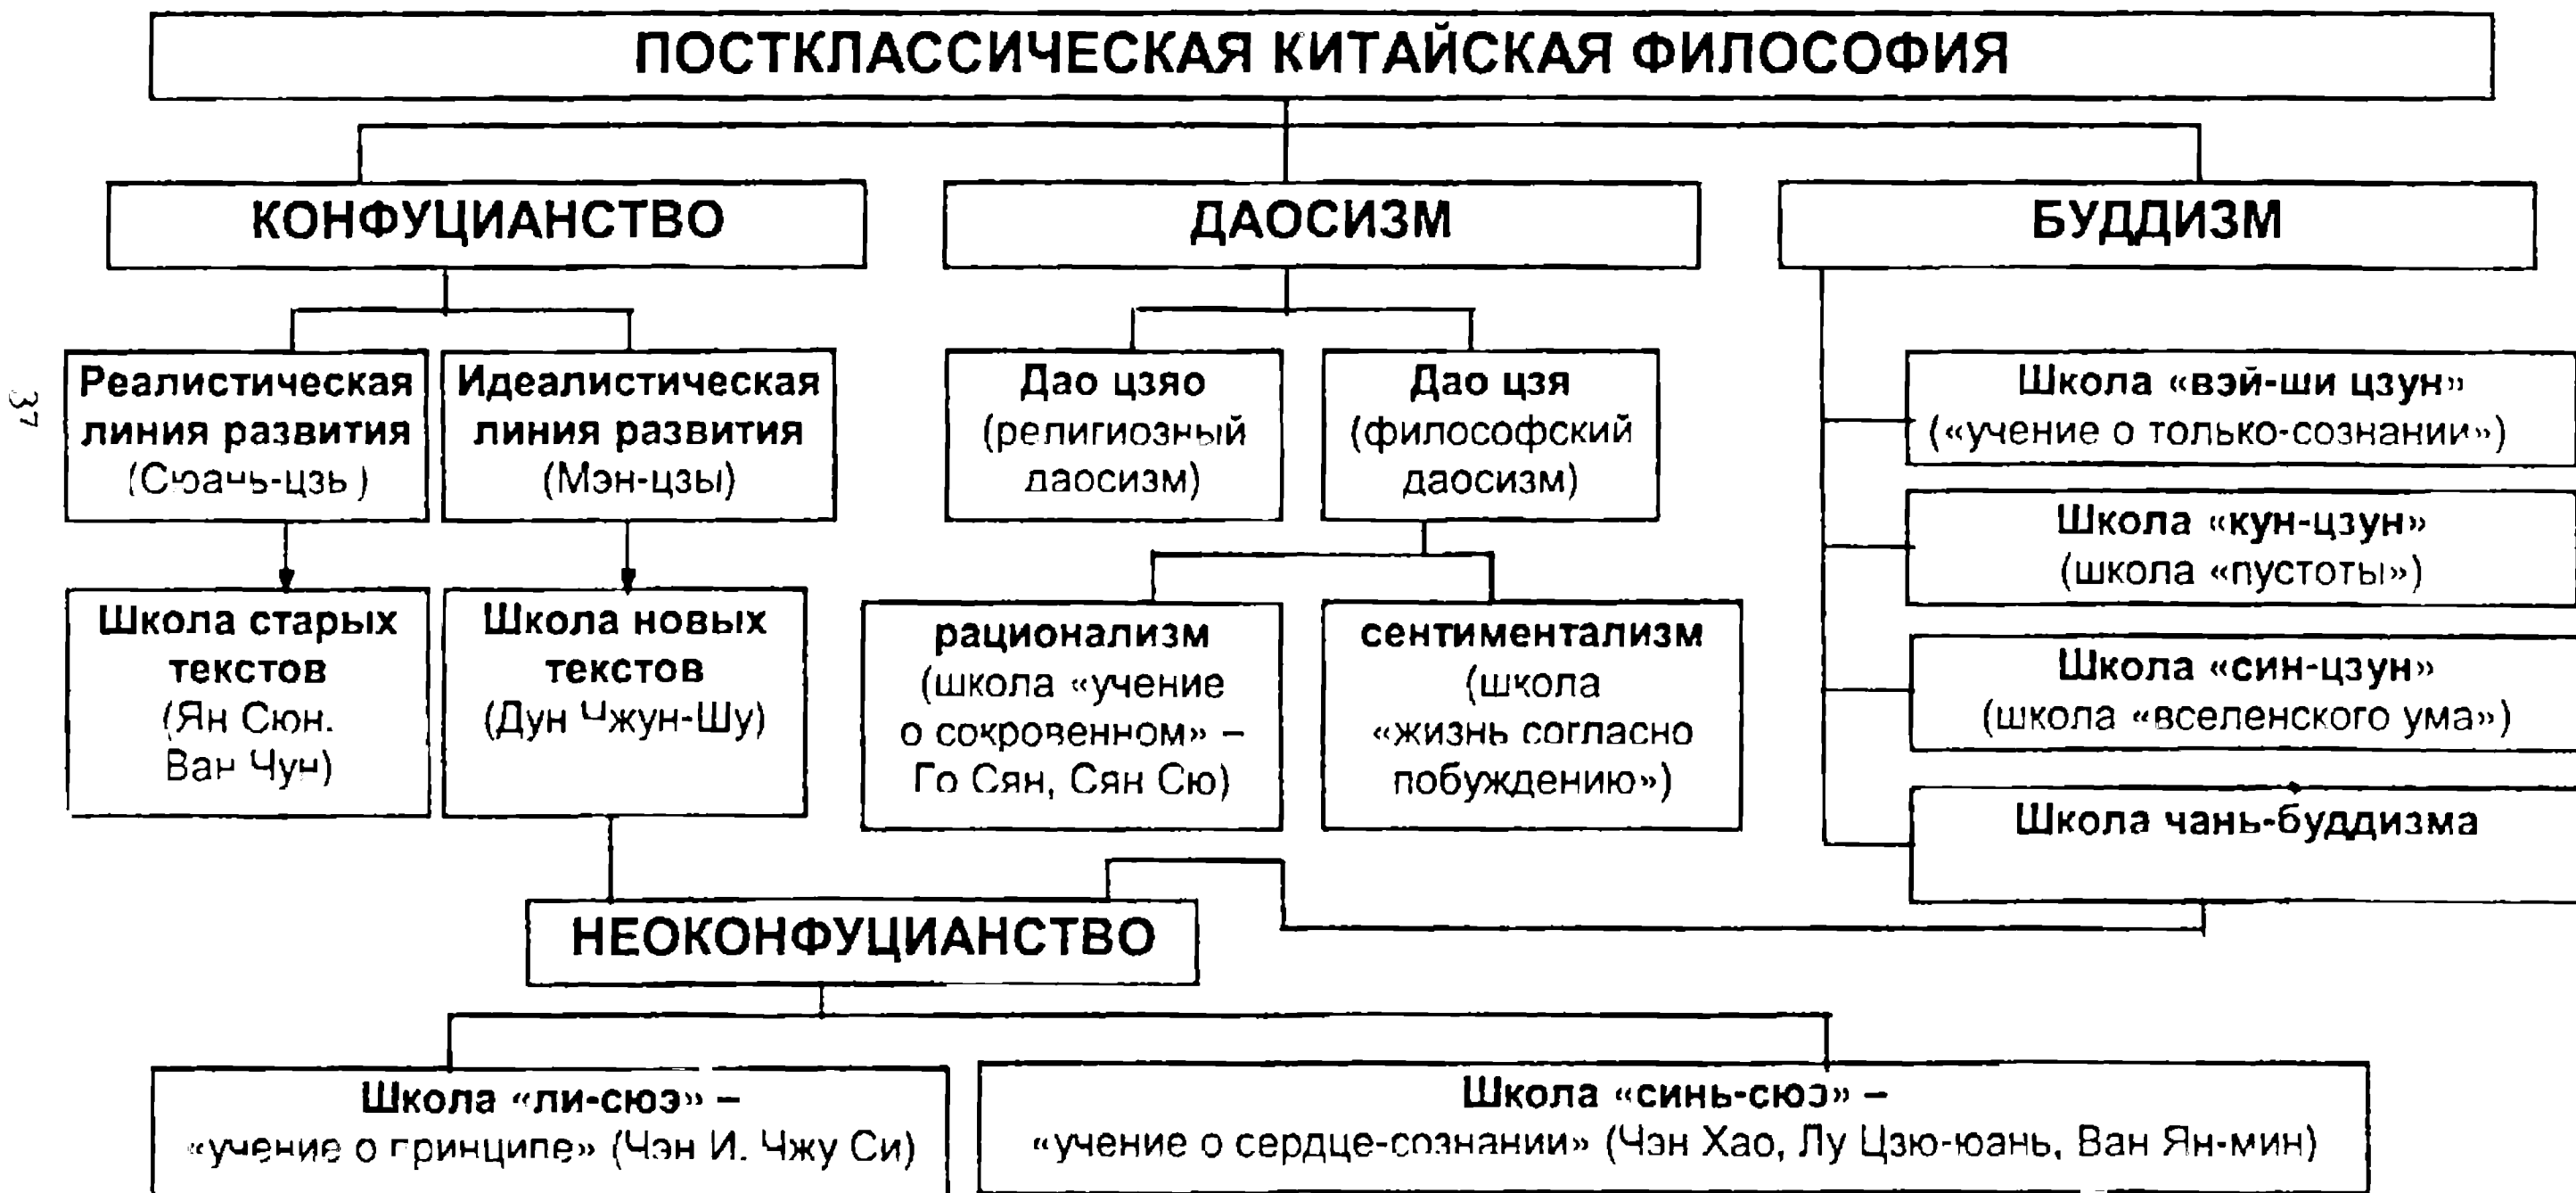 ПОСТКЛАССИЧЕСКАЯ КИТАЙСКАЯ ФИЛОСОФИЯ
КОНФУЦИАНСТВО
ДАОСИЗМ
БУДДИЗМ
Реалистическая
линия развития
(Сюань-цзь)
Идеалистическая
линия развития
(Мэн-цзы)
Дао цзяо
(религиозный
даосизм)
Дао цзя
(философский
даосизм)
Школа «вэй-ши цзун»
(«учение о только-сознании»)
Школа «кун-цзун»
(школа «пустоты»)
Школа «син-цзун»
(школа «вселенского ума»)
Школа чань-буддизма
Школа старых
текстов
(Ян Сюн.
Ван Чун)
Школа новых
текстов
(Дун Чжун-Шу)
рационализм
(школа «учение
о сокровенном» –
Го Сян, Сян Сю)
сентиментализм
(школа
«жизнь согласно
побуждению»)
НЕОКОНФУЦИАНСТВО
Школа «ли-сюэ» –
«учение о принципе» (Чэн И. Чжу Си)
Школа «синь-сюэ» –
«учение о сердце-сознании» (Чэн Хао, Лу Цзю-юань, Ван Ян-мин)
37